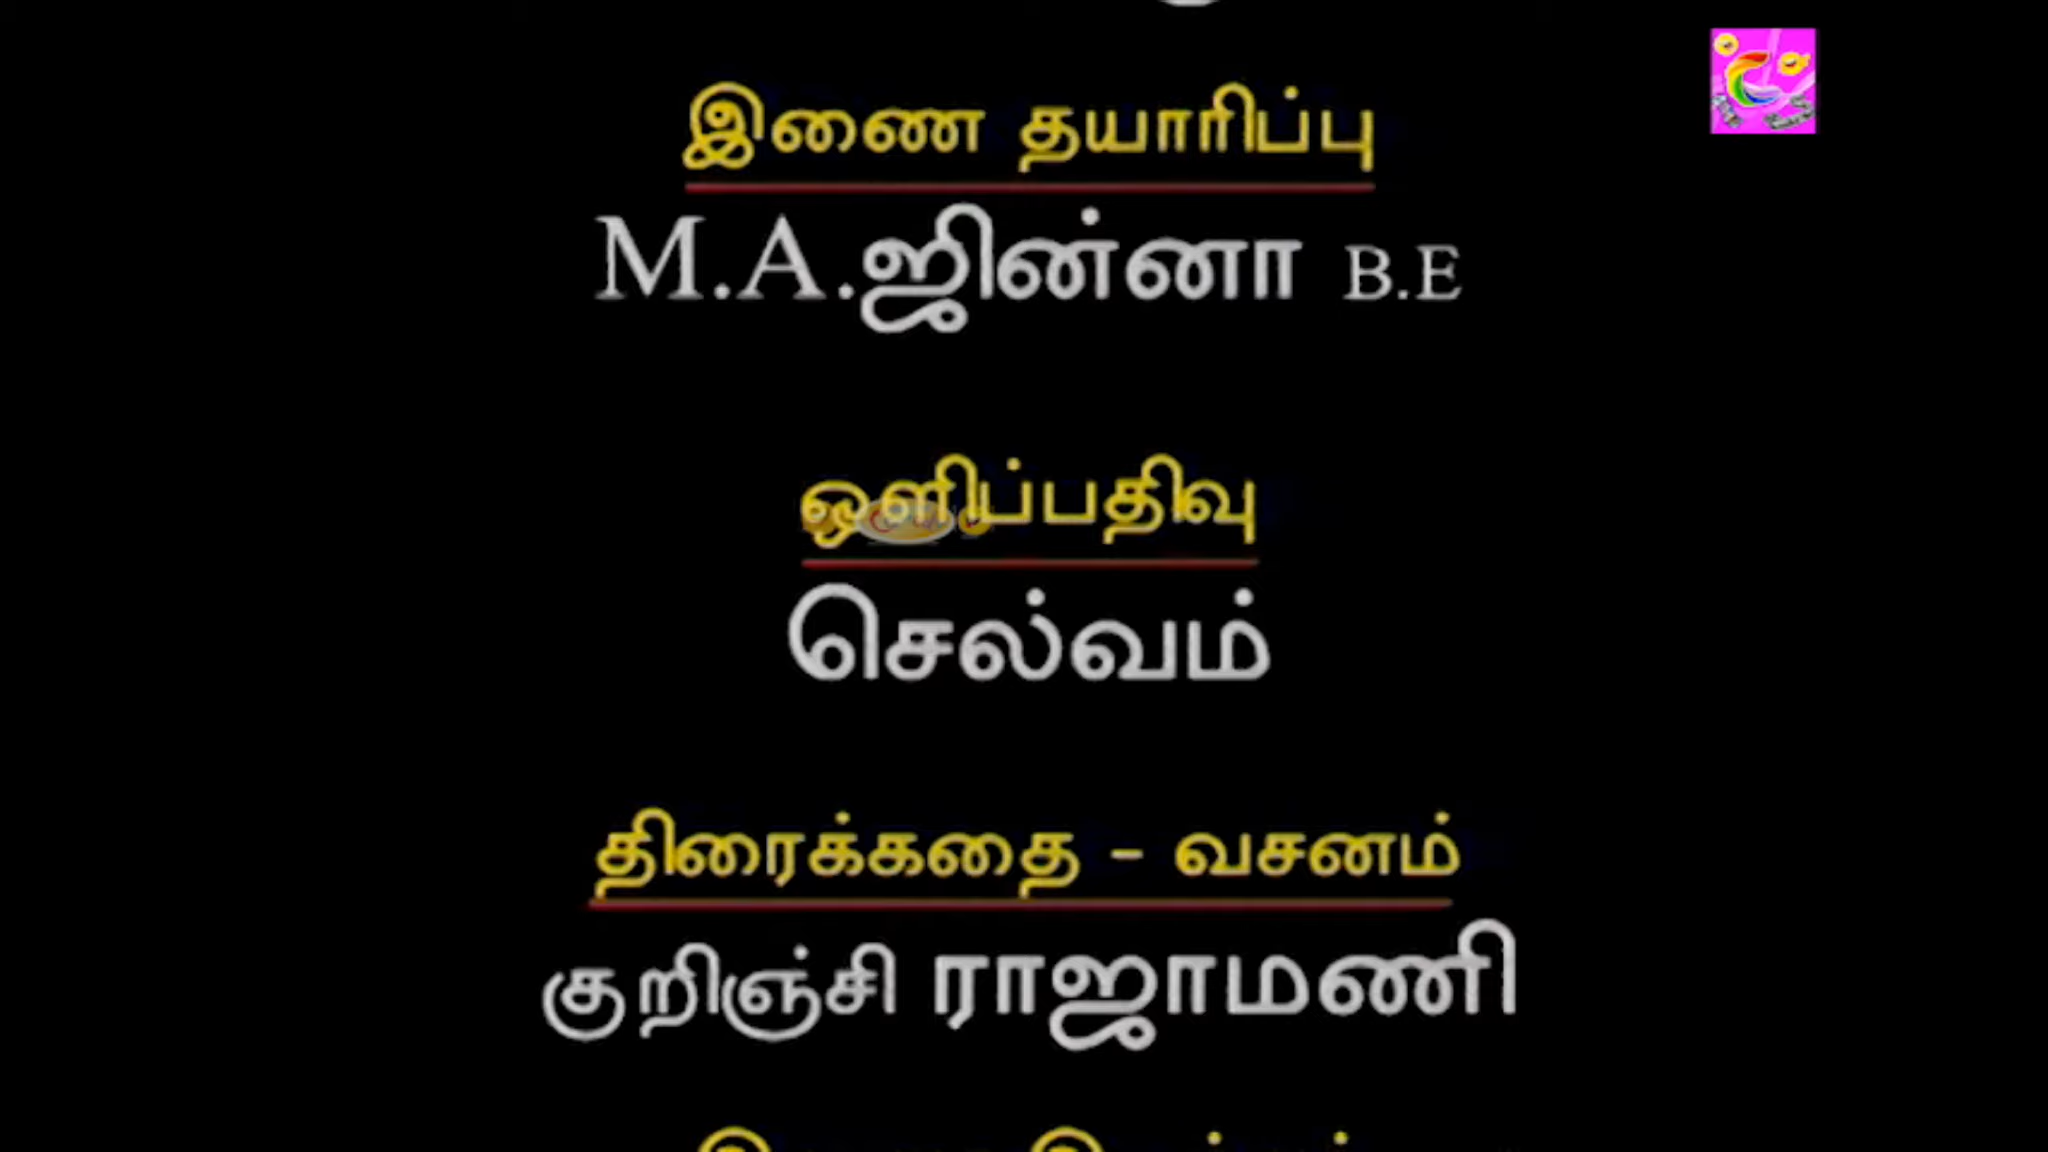 இணை தயாரிப்பு
M.A.ஜின்னா B.E
ஒளிப்பதிவு
செல்வம்
திரைக்கதை - வசனம்
குறிஞ்சி ராஜாமணி